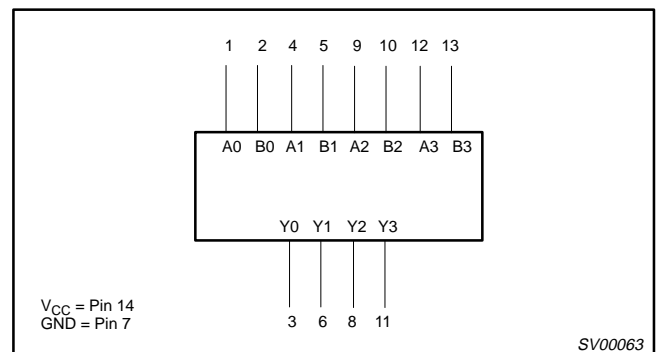 1 2 4 5 9 10 12 13
A0 B0 A1 B1 A2 B2 A3 B3
Y0 Y1 Y2 Y3
VCC = Pin 14
GND = Pin 7
3 6 8 11
SV00063